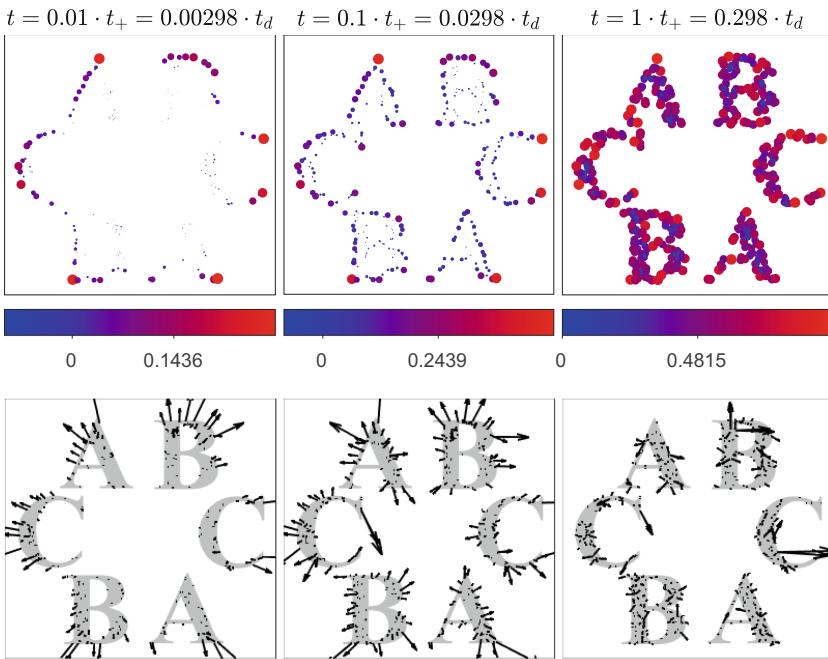 t = 0.01 · t₊ = 0.00298 · t_d t = 0.1 · t₊ = 0.0298 · t_d t = 1 · t₊ = 0.298 · t_d
A B A B A B
C C C C C C
B A B A B A
0 0.1436 0 0.2439 0 0.4815
A B A B A B
C C C C C C
B A B A B A